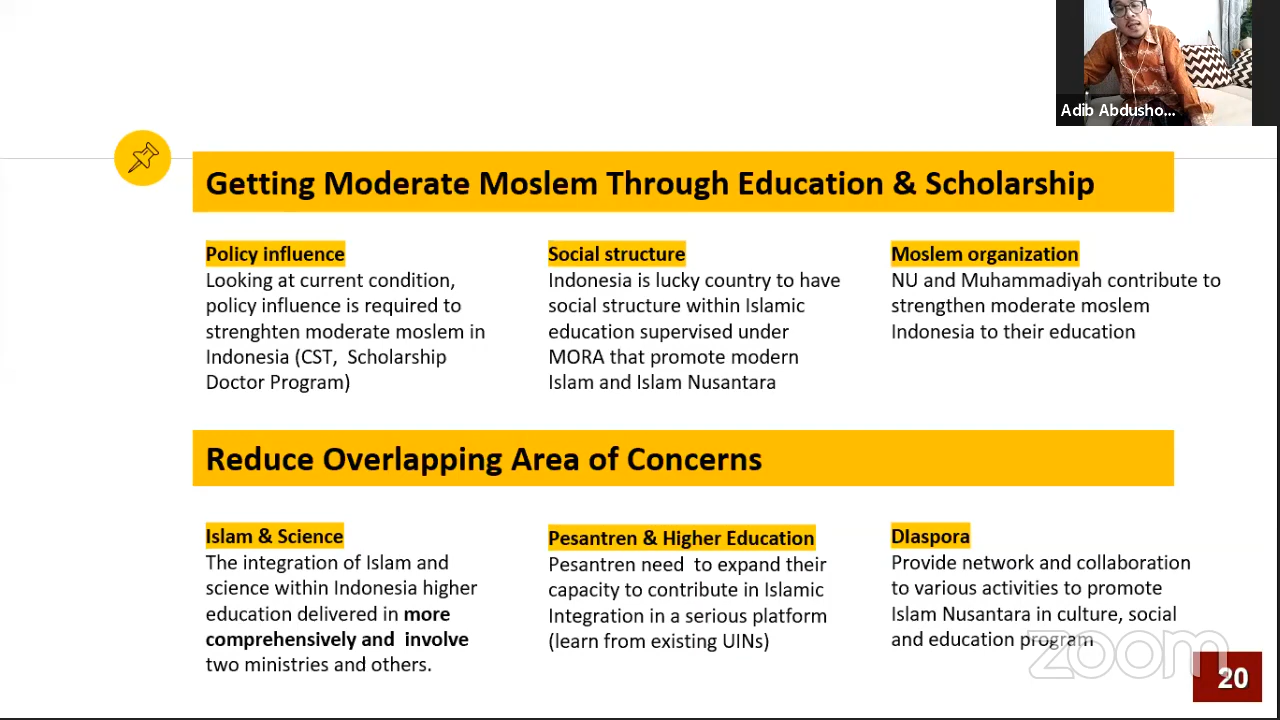 Adib Abdusho...
Getting Moderate Moslem Through Education & Scholarship
Policy influence
Looking at current condition,
policy influence is required to
strenghten moderate moslem in
Indonesia (CST, Scholarship
Doctor Program)
Social structure
Indonesia is lucky country to have
social structure within Islamic
education supervised under
MORA that promote modern
Islam and Islam Nusantara
Moslem organization
NU and Muhammadiyah contribute to
strengthen moderate moslem
Indonesia to their education
Reduce Overlapping Area of Concerns
Islam & Science
The integration of Islam and
science within Indonesia higher
education delivered in more
comprehensively and involve
two ministries and others.
Pesantren & Higher Education
Pesantren need to expand their
capacity to contribute in Islamic
Integration in a serious platform
(learn from existing UINs)
DIaspora
Provide network and collaboration
to various activities to promote
Islam Nusantara in culture, social
and education program
zoom
20